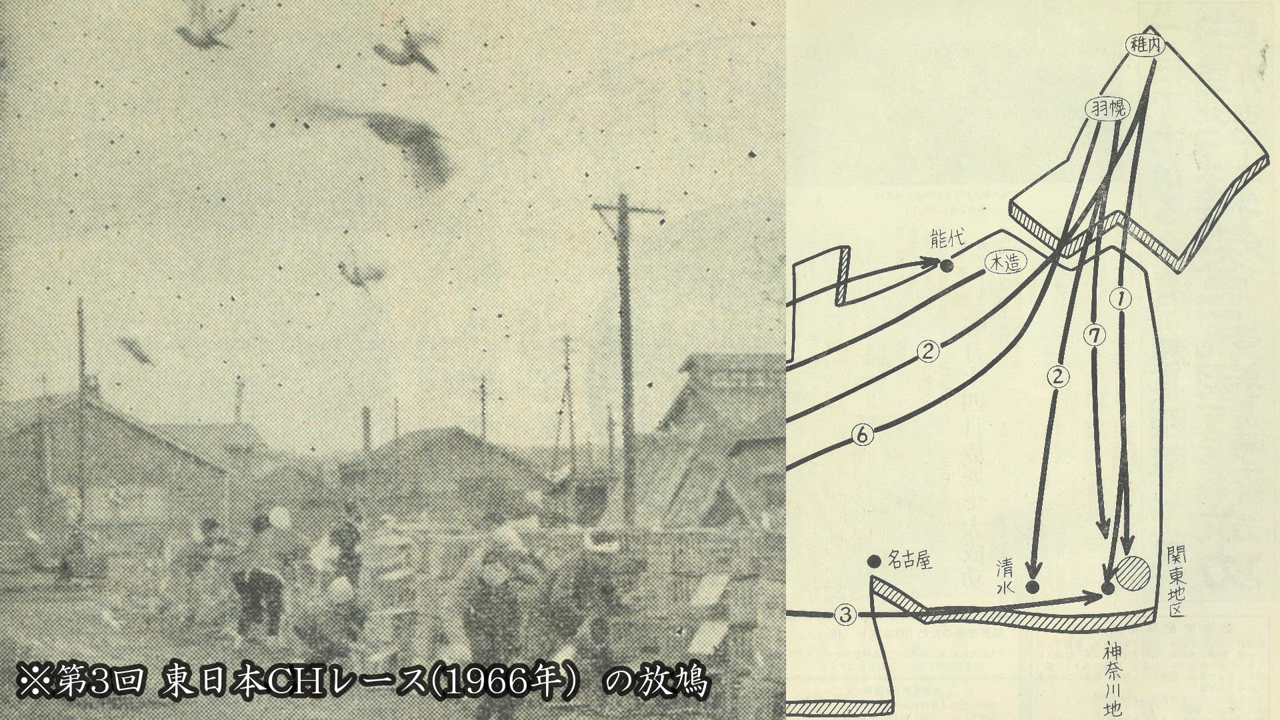 ※第3回 東日本CHレース(1966年) の放鳩
稚内
羽幌
能代
木造
①
⑦
②
②
⑥
名古屋
清水
③
関東地区
神奈川地